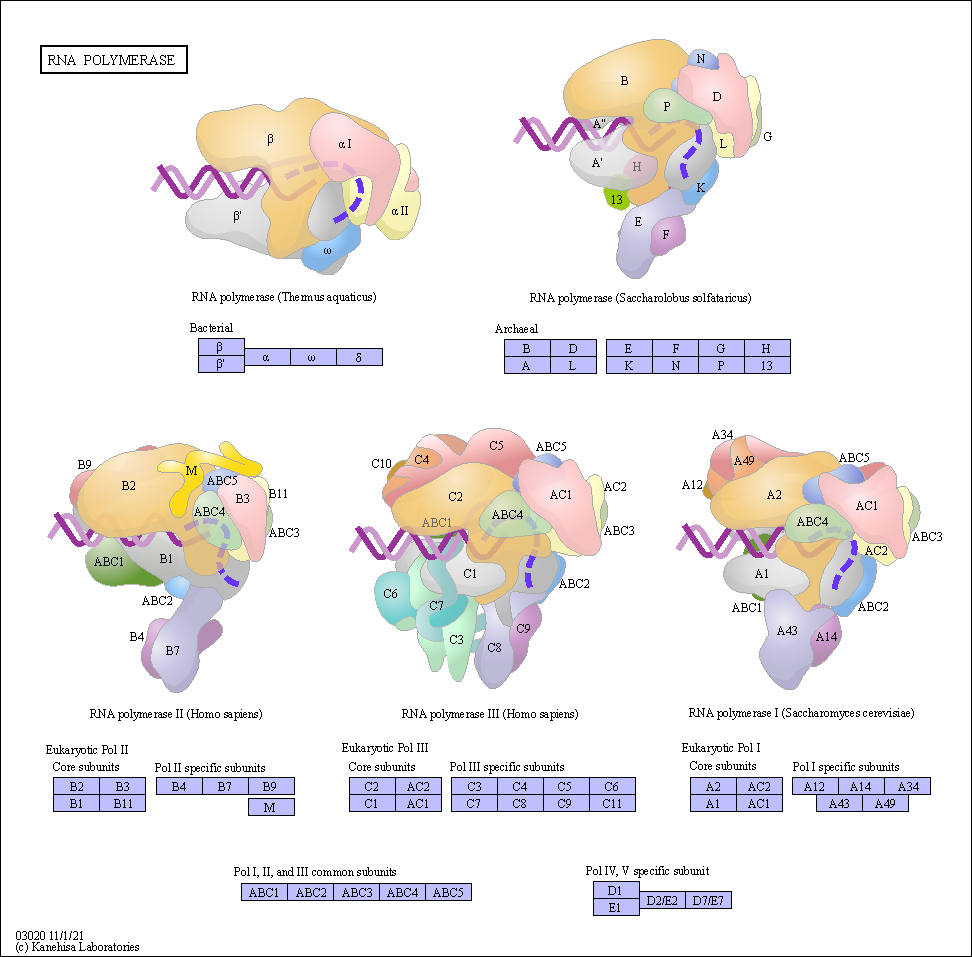 RNA POLYMERASE
B
N
D
P
A"
A'
H
L
G
K
13
E
F
β
α I
β'
α II
ω
RNA polymerase (Thermus aquaticus)
RNA polymerase (Saccharolobus solfataricus)
Bacterial
β
β'
α
ω
δ
Archaeal
B D E F G H
A L K N P 13
B9
M
B2
ABC5
B3
B11
ABC4
ABC3
ABC1
B1
ABC2
B4
B7
C10
C4
C5
ABC5
C2
AC1
AC2
ABC1
ABC4
ABC3
C1
ABC2
C6
C7
C3
C9
C8
A34
A49
ABC5
A12
A2
AC1
ABC4
ABC3
AC2
A1
ABC1
ABC2
A43
A14
RNA polymerase II (Homo sapiens)
RNA polymerase III (Homo sapiens)
RNA polymerase I (Saccharomyces cerevisiae)
Eukaryotic Pol II
Core subunits
Pol II specific subunits
B2 B3 B4 B7 B9
B1 B11 M
Eukaryotic Pol III
Core subunits
Pol III specific subunits
C2 AC2 C3 C4 C5 C6
C1 AC1 C7 C8 C9 C11
Eukaryotic Pol I
Core subunits
Pol I specific subunits
A2 AC2 A12 A14 A34
A1 AC1 A43 A49
Pol I, II, and III common subunits
ABC1 ABC2 ABC3 ABC4 ABC5
Pol IV, V specific subunit
D1
E1
D2/E2 D7/E7
03020 11/1/21
(c) Kanehisa Laboratories